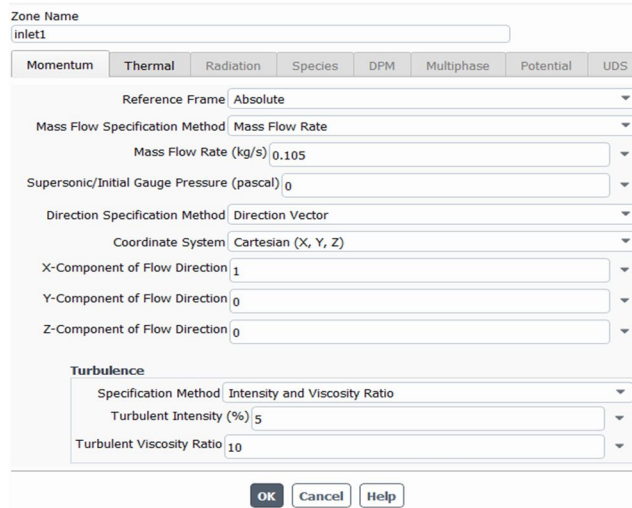 Zone Name
inlet1
Momentum Thermal Radiation Species DPM Multiphase Potential UDS
Reference Frame Absolute
Mass Flow Specification Method Mass Flow Rate
Mass Flow Rate (kg/s) 0.105
Supersonic/Initial Gauge Pressure (pascal) 0
Direction Specification Method Direction Vector
Coordinate System Cartesian (X, Y, Z)
X-Component of Flow Direction 1
Y-Component of Flow Direction 0
Z-Component of Flow Direction 0
Turbulence
Specification Method Intensity and Viscosity Ratio
Turbulent Intensity (%) 5
Turbulent Viscosity Ratio 10
OK Cancel Help